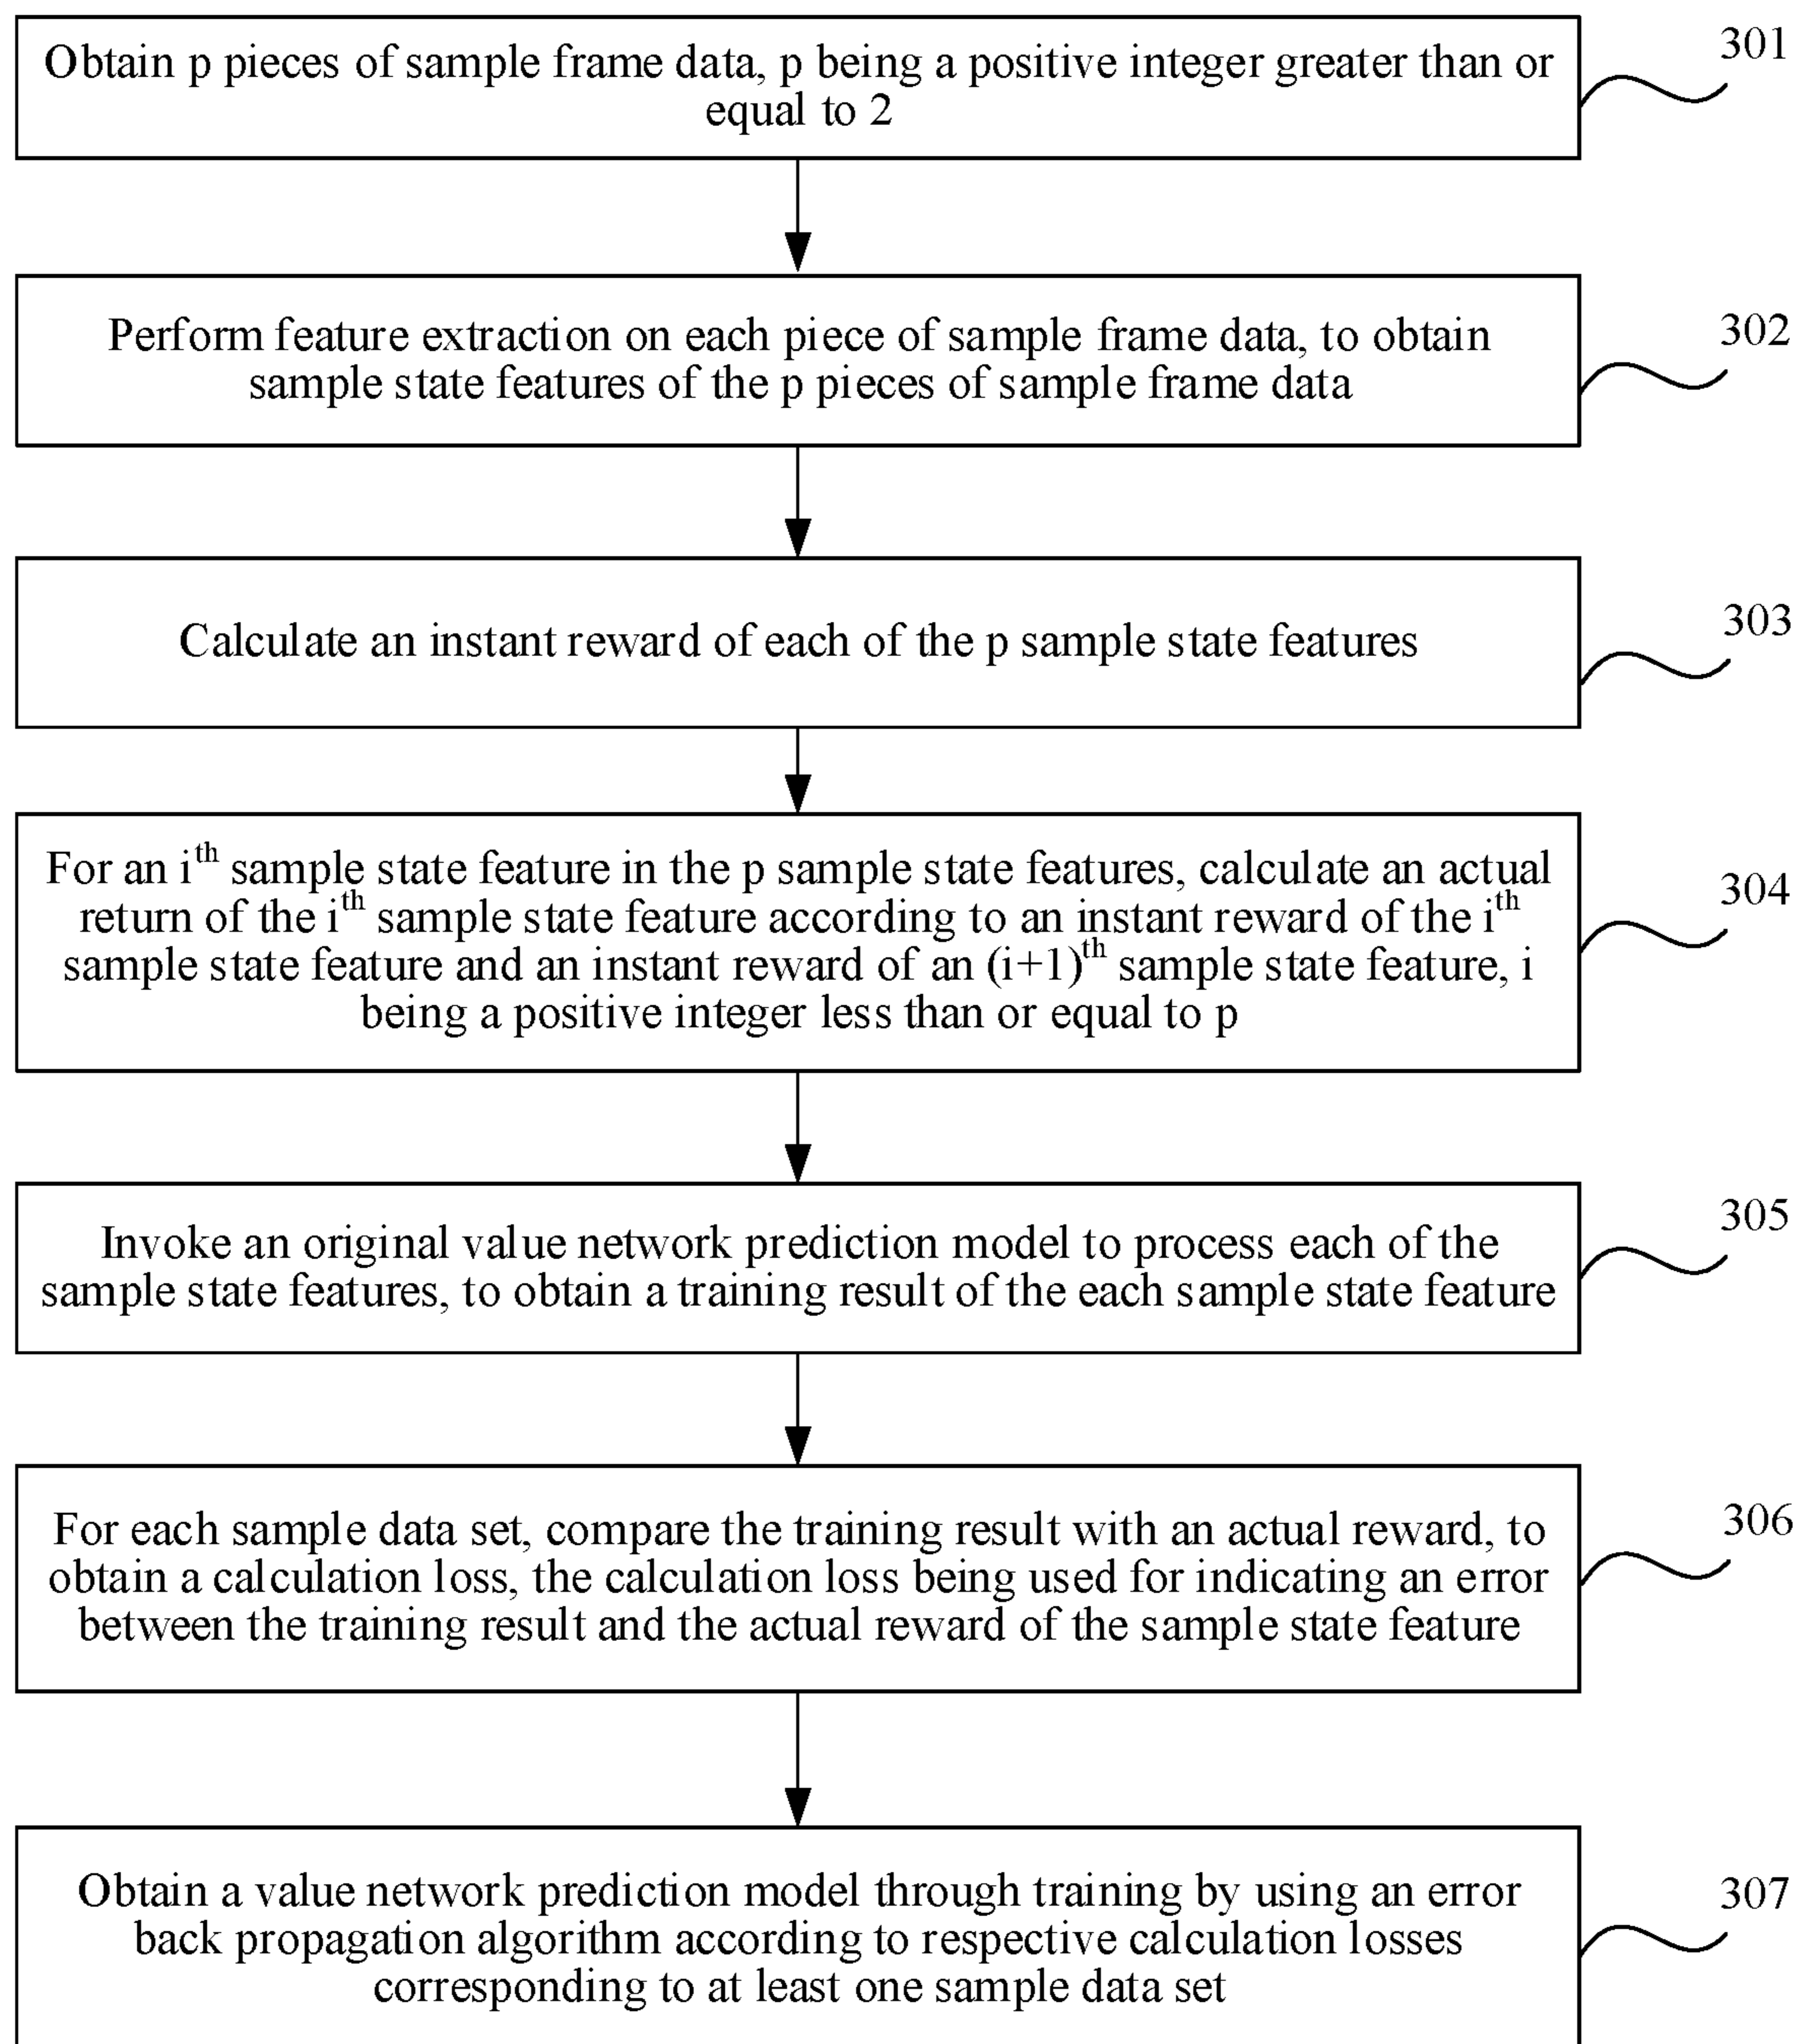 Obtain p pieces of sample frame data, p being a positive integer greater than or
equal to 2
301
Perform feature extraction on each piece of sample frame data, to obtain
sample state features of the p pieces of sample frame data
302
Calculate an instant reward of each of the p sample state features
303
For an i^th sample state feature in the p sample state features, calculate an actual
return of the i^th sample state feature according to an instant reward of the i^th
sample state feature and an instant reward of an (i+1)^th sample state feature, i
being a positive integer less than or equal to p
304
Invoke an original value network prediction model to process each of the
sample state features, to obtain a training result of the each sample state feature
305
For each sample data set, compare the training result with an actual reward, to
obtain a calculation loss, the calculation loss being used for indicating an error
between the training result and the actual reward of the sample state feature
306
Obtain a value network prediction model through training by using an error
back propagation algorithm according to respective calculation losses
corresponding to at least one sample data set
307